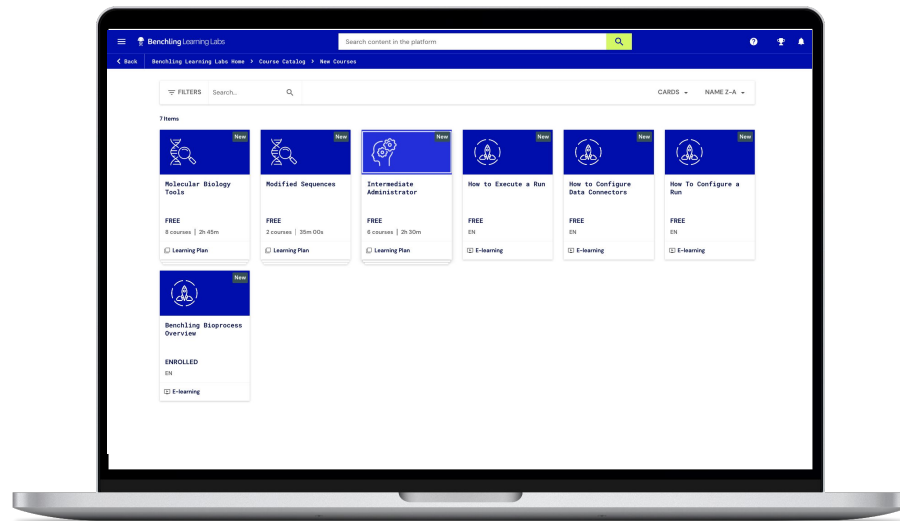 Benchling Learning Labs
Search content in the platform
Back
Benchling Learning Labs Home > Course Catalog > New Courses
FILTERS
Search...
CARDS
NAME Z-A
7 Items
New
Molecular Biology
Tools
FREE
8 courses | 2h 45m
Learning Plan
New
Modified Sequences
FREE
2 courses | 35m 00s
Learning Plan
New
Intermediate
Administrator
FREE
6 courses | 2h 30m
Learning Plan
New
How to Execute a Run
FREE
EN
E-learning
New
How to Configure
Data Connectors
FREE
EN
E-learning
New
How To Configure a
Run
FREE
EN
E-learning
New
Benchling Bioprocess
Overview
ENROLLED
EN
E-learning